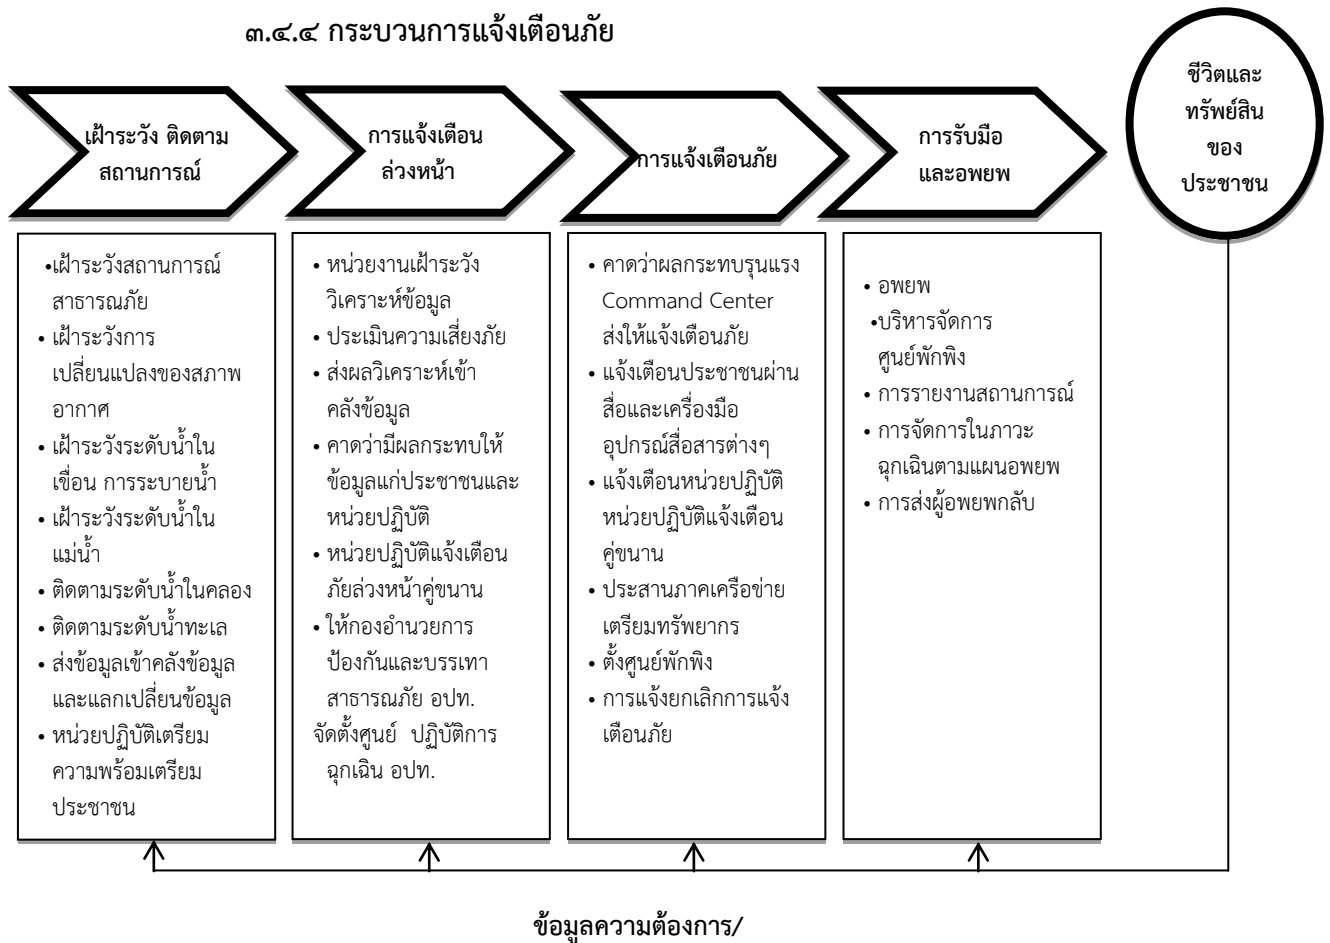 ๓.๔.๔ กระบวนการแจ้งเตือนภัย
เฝ้าระวัง ติดตาม
สถานการณ์
การแจ้งเตือน
ล่วงหน้า
การแจ้งเตือนภัย
การรับมือ
และอพยพ
ชีวิตและ
ทรัพย์สิน
ของ
ประชาชน
•เฝ้าระวังสถานการณ์
สาธารณภัย
• เฝ้าระวังการ
เปลี่ยนแปลงของสภาพ
อากาศ
• เฝ้าระวังระดับน้ำใน
เขื่อน การระบายน้ำ
• เฝ้าระวังระดับน้ำใน
แม่น้ำ
• ติดตามระดับน้ำในคลอง
• ติดตามระดับน้ำทะเล
• ส่งข้อมูลเข้าคลังข้อมูล
และแลกเปลี่ยนข้อมูล
• หน่วยปฏิบัติเตรียม
ความพร้อมเตรียม
ประชาชน
• หน่วยงานเฝ้าระวัง
วิเคราะห์ข้อมูล
• ประเมินความเสี่ยงภัย
• ส่งผลวิเคราะห์เข้า
คลังข้อมูล
• คาดว่ามีผลกระทบให้
ข้อมูลแก่ประชาชนและ
หน่วยปฏิบัติ
• หน่วยปฏิบัติแจ้งเตือน
ภัยล่วงหน้าคู่ขนาน
• ให้กองอำนวยการ
ป้องกันและบรรเทา
สาธารณภัย อปท.
จัดตั้งศูนย์ ปฏิบัติการ
ฉุกเฉิน อปท.
• คาดว่าผลกระทบรุนแรง
Command Center
ส่งให้แจ้งเตือนภัย
• แจ้งเตือนประชาชนผ่าน
สื่อและเครื่องมือ
อุปกรณ์สื่อสารต่างๆ
• แจ้งเตือนหน่วยปฏิบัติ
หน่วยปฏิบัติแจ้งเตือน
คู่ขนาน
• ประสานภาคเครือข่าย
เตรียมทรัพยากร
• ตั้งศูนย์พักพิง
• การแจ้งยกเลิกการแจ้ง
เตือนภัย
• อพยพ
•บริหารจัดการ
ศูนย์พักพิง
• การรายงานสถานการณ์
• การจัดการในภาวะ
ฉุกเฉินตามแผนอพยพ
• การส่งผู้อพยพกลับ
ข้อมูลความต้องการ/